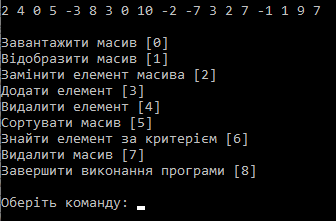 2 4 0 5 -3 8 3 0 10 -2 -7 3 2 7 -1 1 9 7
Завантажити масив [0]
Відобразити масив [1]
Замінити елемент масива [2]
Додати елемент [3]
Видалити елемент [4]
Сортувати масив [5]
Знайти елемент за критерієм [6]
Видалити масив [7]
Завершити виконання програми [8]
Оберіть команду: